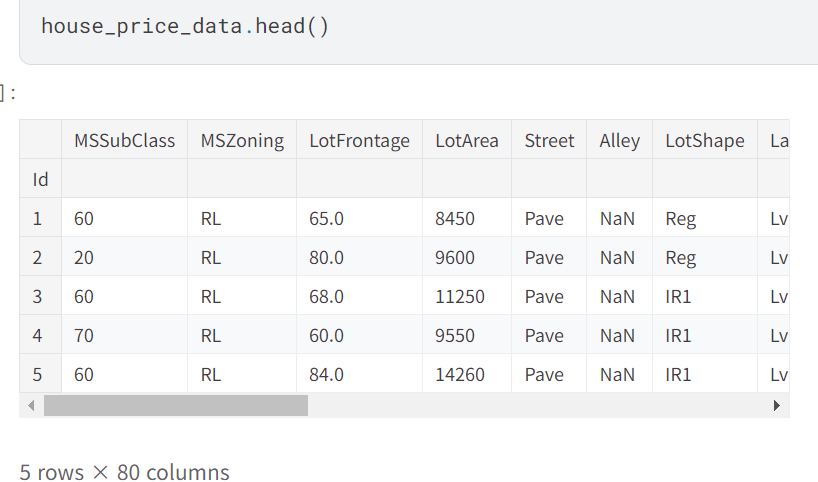 house_price_data.head()
]:
MSSubClass MSZoning LotFrontage LotArea Street Alley LotShape La
Id
1 60 RL 65.0 8450 Pave NaN Reg Lv
2 20 RL 80.0 9600 Pave NaN Reg Lv
3 60 RL 68.0 11250 Pave NaN IR1 Lv
4 70 RL 60.0 9550 Pave NaN IR1 Lv
5 60 RL 84.0 14260 Pave NaN IR1 Lv
5 rows × 80 columns